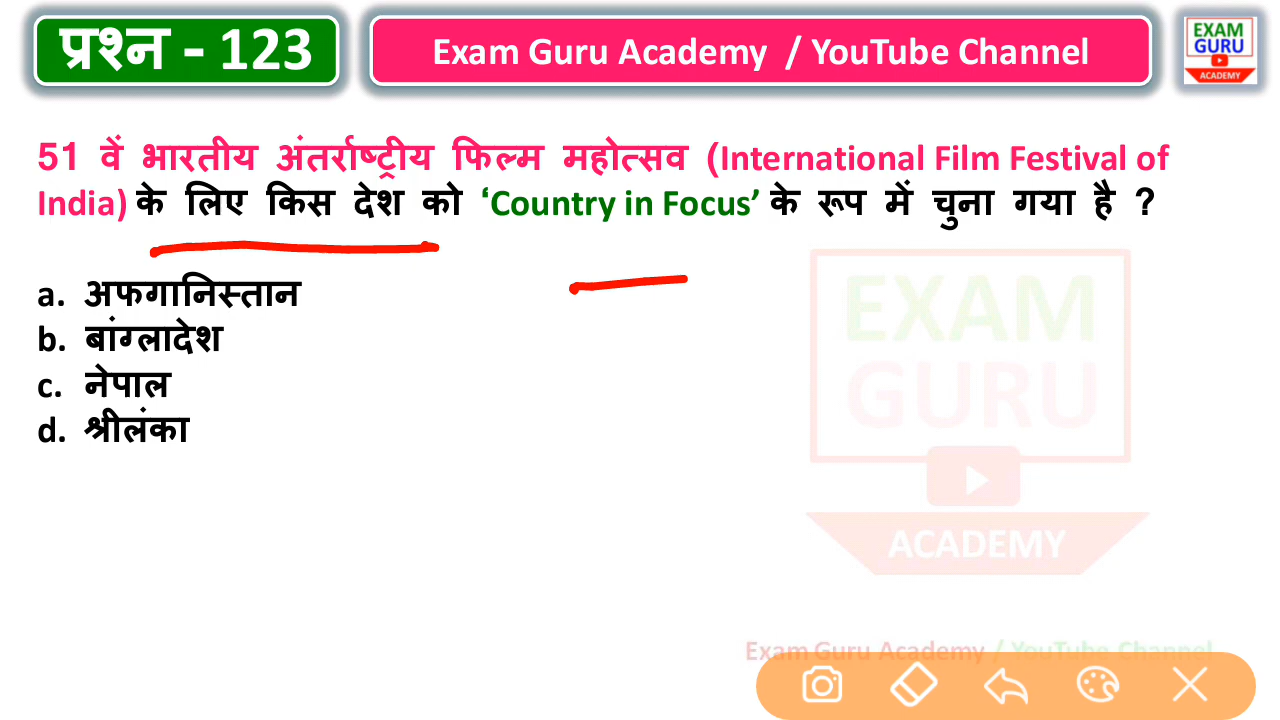 प्रश्न - 123
Exam Guru Academy / YouTube Channel
EXAM
GURU
ACADEMY
51 वें भारतीय अंतर्राष्ट्रीय फिल्म महोत्सव (International Film Festival of
India) के लिए किस देश को ‘Country in Focus’ के रूप में चुना गया है ?
a. अफगानिस्तान
b. बांग्लादेश
c. नेपाल
d. श्रीलंका
EXAM
GURU
ACADEMY
Exam Guru Academy / YouTube Channel